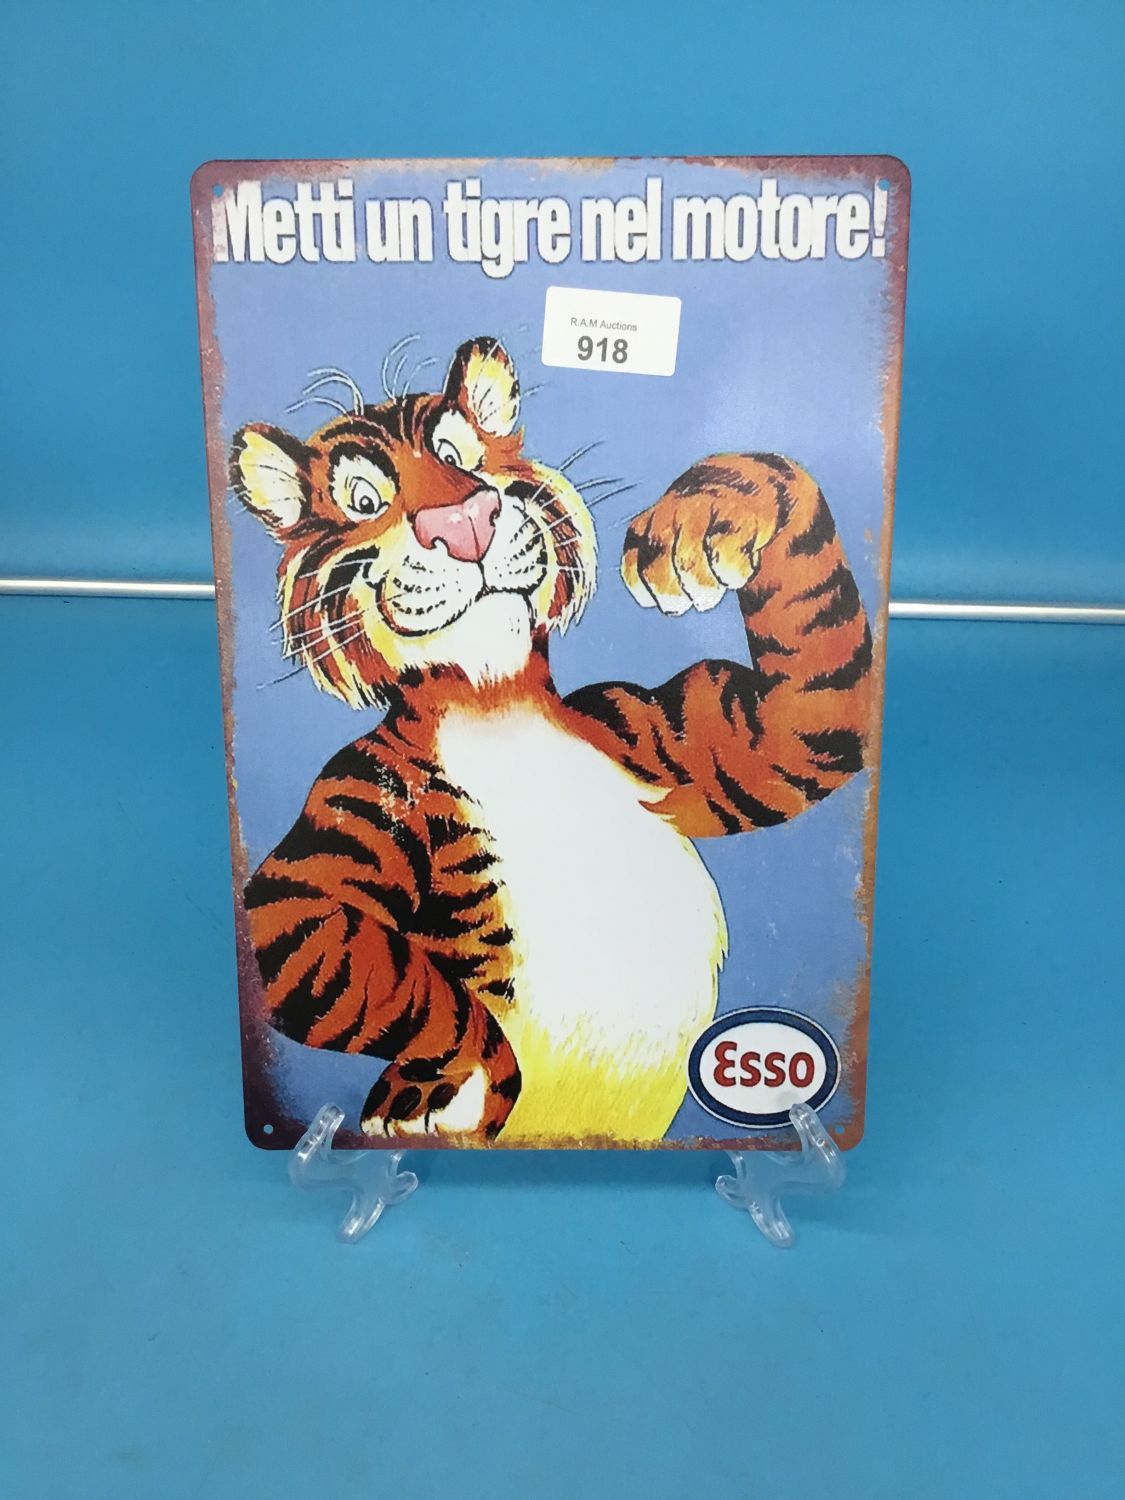 Metti un tigre nel motore!
R.A.M Auctions
918
Esso